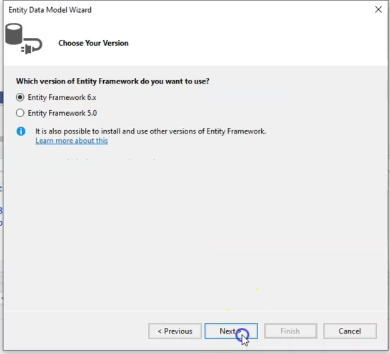 Entity Data Model Wizard
Choose Your Version
Which version of Entity Framework do you want to use?
Entity Framework 6.x
Entity Framework 5.0
It is also possible to install and use other versions of Entity Framework.
Learn more about this
< Previous
Next
Finish
Cancel